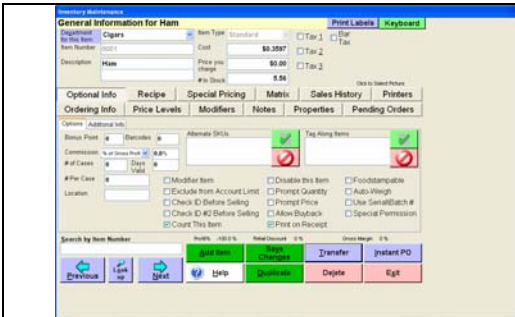 Inventory Maintenance
General Information for Ham
Print Labels Keyboard
Department for this Item Cigars Item Type Standard Tax 1 Bar Tax
Item Number 0001 Cost $0.3597 Tax 2
Description Ham Price you charge $0.00 Tax 3
# In Stock 5.56
Click to Select Picture
Optional Info Recipe Special Pricing Matrix Sales History Printers
Ordering Info Price Levels Modifiers Notes Properties Pending Orders
Options Additional Info
Bonus Point 0 Barcodes 0 Alternate SKUs Tag Along Items
Commission % of Gross Profit 0.0%
# of Cases 0 Days Valid 0
# Per Case 0 Modifier Item Disable this Item Foodstampable
Location Exclude from Account Limit Prompt Quantity Auto-Weigh
Check ID Before Selling Prompt Price Use Serial/Batch #
Check ID #2 Before Selling Allow Buyback Special Permission
Count This Item Print on Receipt
Search by Item Number Profit% -100.0 % Retail Discount 0 % Gross Margin 0 %
Add Item Save Changes Transfer Instant PO
Previous Look up Next Help Duplicate Delete Exit